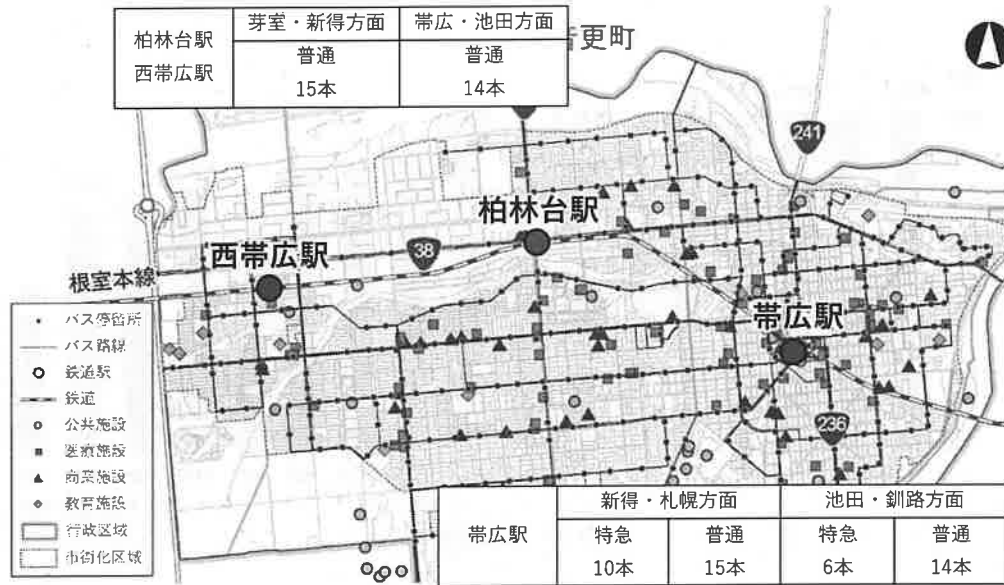 柏林台駅
西帯広駅
芽室・新得方面
帯広・池田方面
普通
普通
15本
14本
更町
241
柏林台駅
38
西帯広駅
根室本線
帯広駅
236
バス停留所
バス路線
鉄道駅
鉄道
公共施設
医療施設
商業施設
教育施設
行政区域
市街化区域
帯広駅
新得・札幌方面
池田・釧路方面
特急
普通
特急
普通
10本
15本
6本
14本